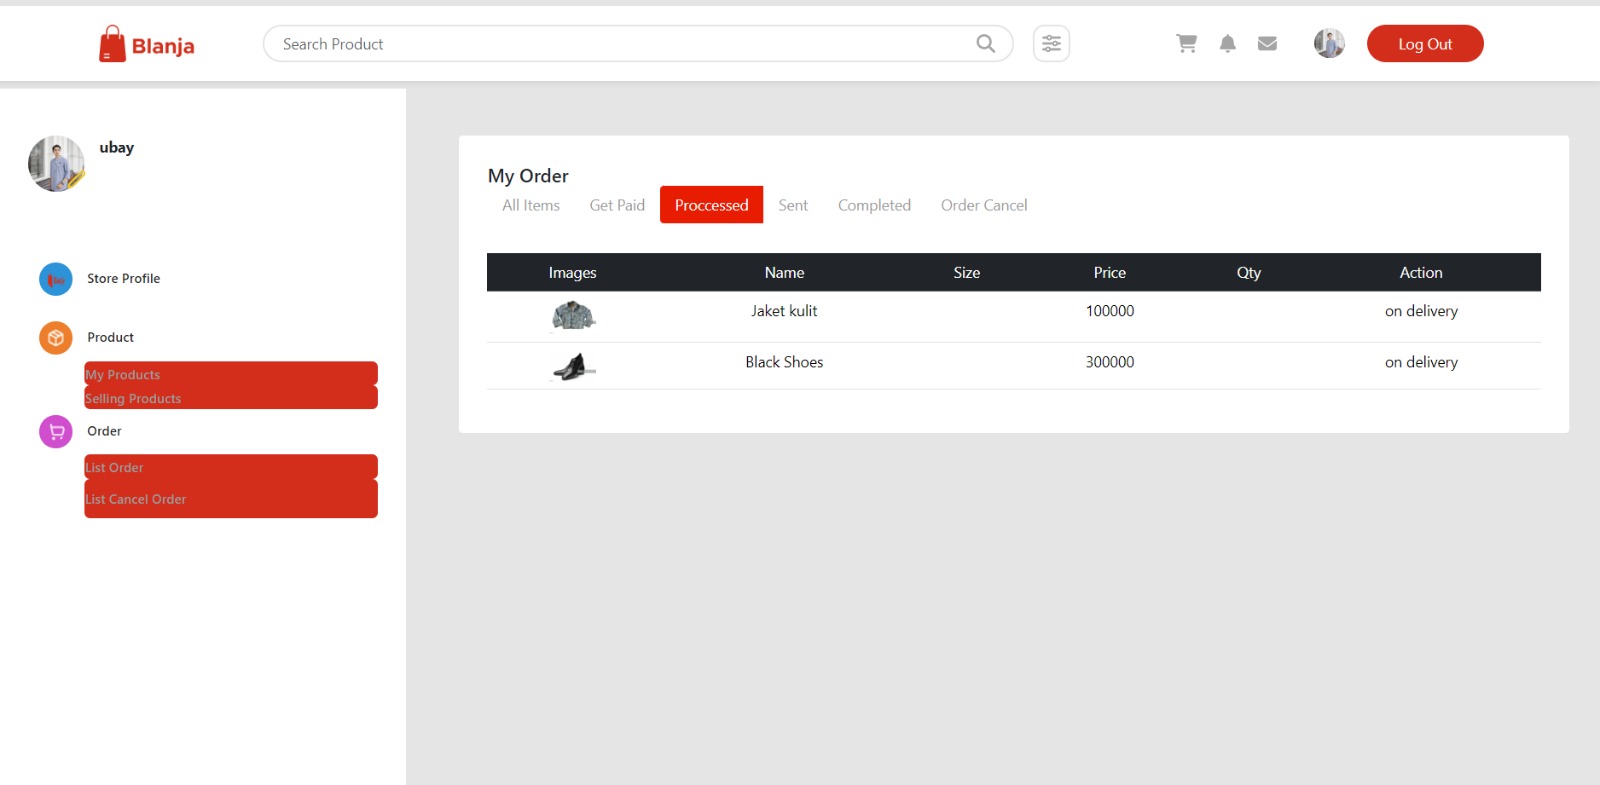 Blanja
Search Product
Log Out
ubay
Store Profile
Product
My Products
Selling Products
Order
List Order
List Cancel Order
My Order
All Items Get Paid Proccessed Sent Completed Order Cancel
Images Name Size Price Qty Action
Jaket kulit 100000 on delivery
Black Shoes 300000 on delivery